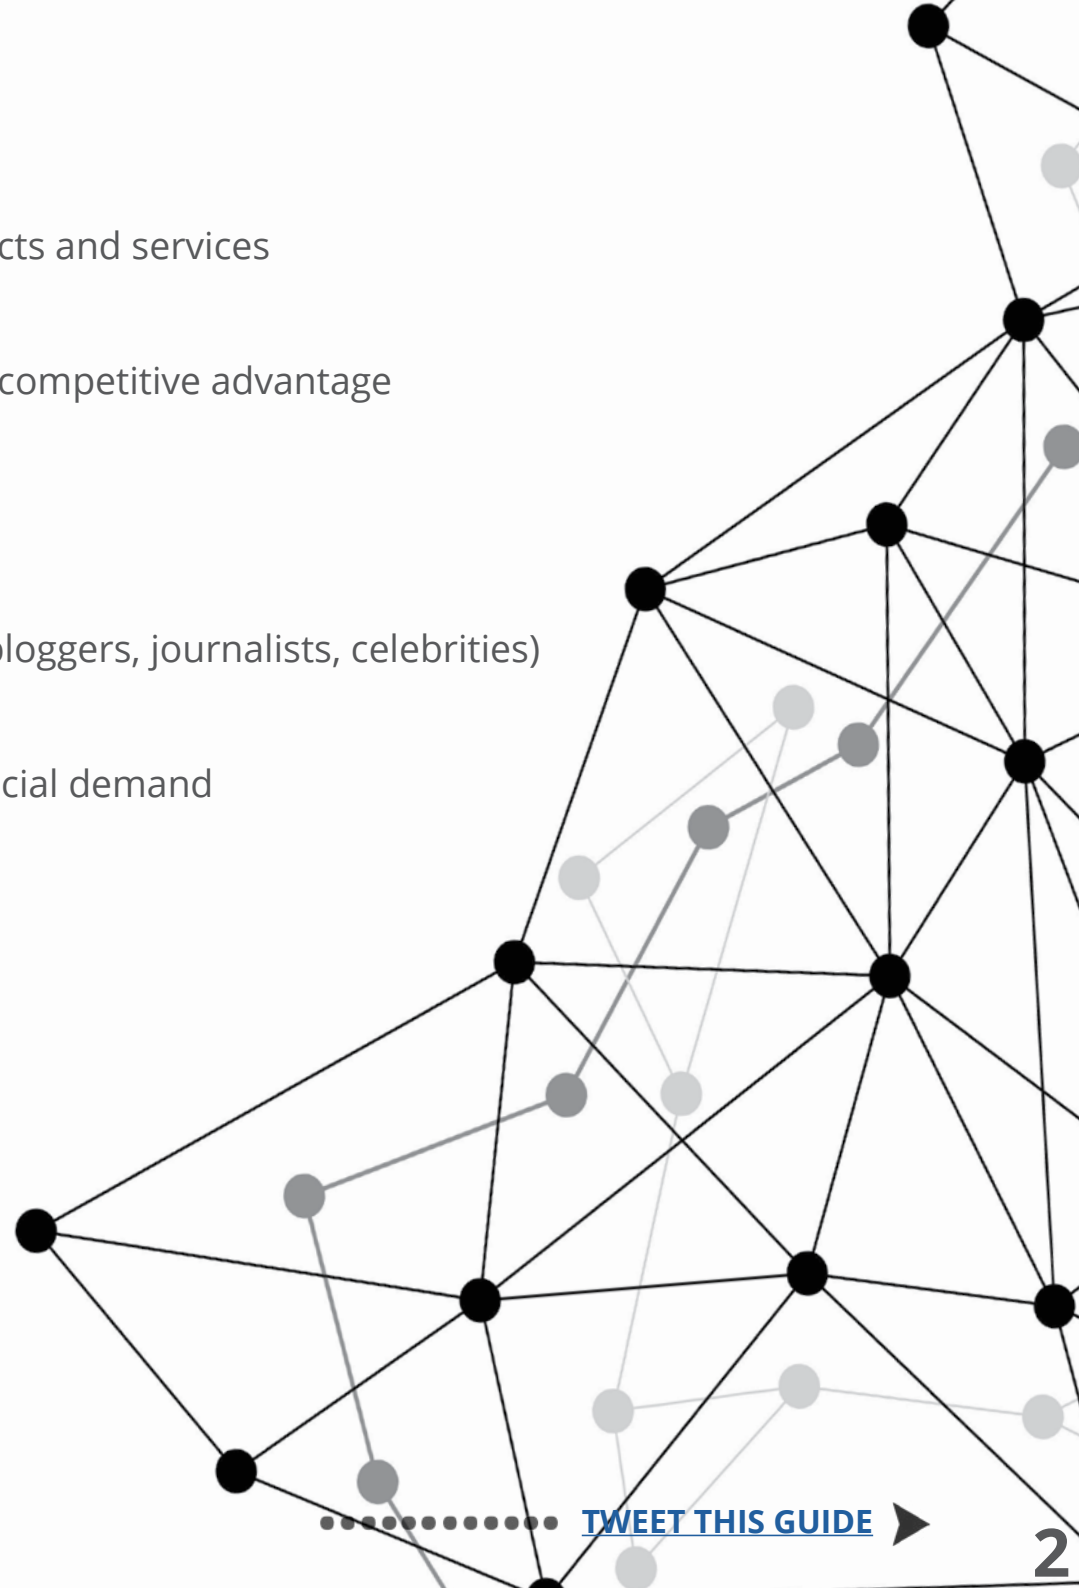 cts and services
competitive advantage
loggers, journalists, celebrities)
cial demand
TWEET THIS GUIDE
2